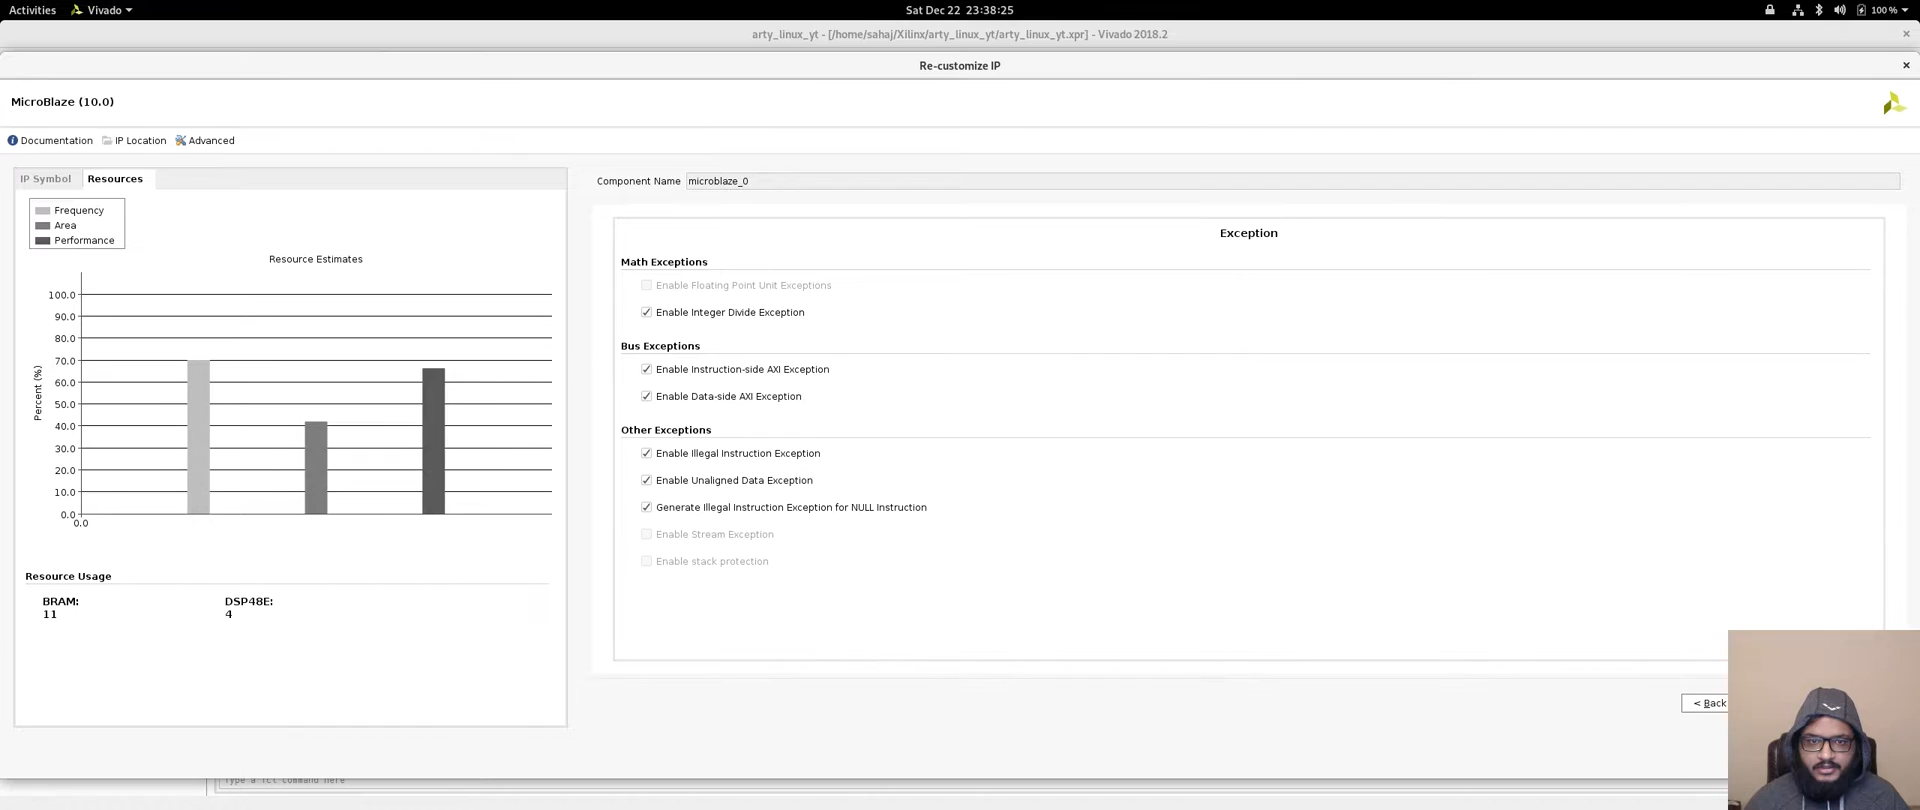 Activities Vivado Sat Dec 22 23:38:25 100 %
arty_linux_yt - [/home/sahaj/Xilinx/arty_linux_yt/arty_linux_yt.xpr] - Vivado 2018.2
Re-customize IP
MicroBlaze (10.0)
Documentation IP Location Advanced
IP Symbol Resources
Frequency
Area
Performance
Resource Estimates
100.0
90.0
80.0
70.0
60.0
50.0
40.0
30.0
20.0
10.0
0.0
0.0
Percent (%)
Resource Usage
BRAM: DSP48E:
11 4
Component Name microblaze_0
Exception
Math Exceptions
Enable Floating Point Unit Exceptions
Enable Integer Divide Exception
Bus Exceptions
Enable Instruction-side AXI Exception
Enable Data-side AXI Exception
Other Exceptions
Enable Illegal Instruction Exception
Enable Unaligned Data Exception
Generate Illegal Instruction Exception for NULL Instruction
Enable Stream Exception
Enable stack protection
< Back
Type a Tcl command here